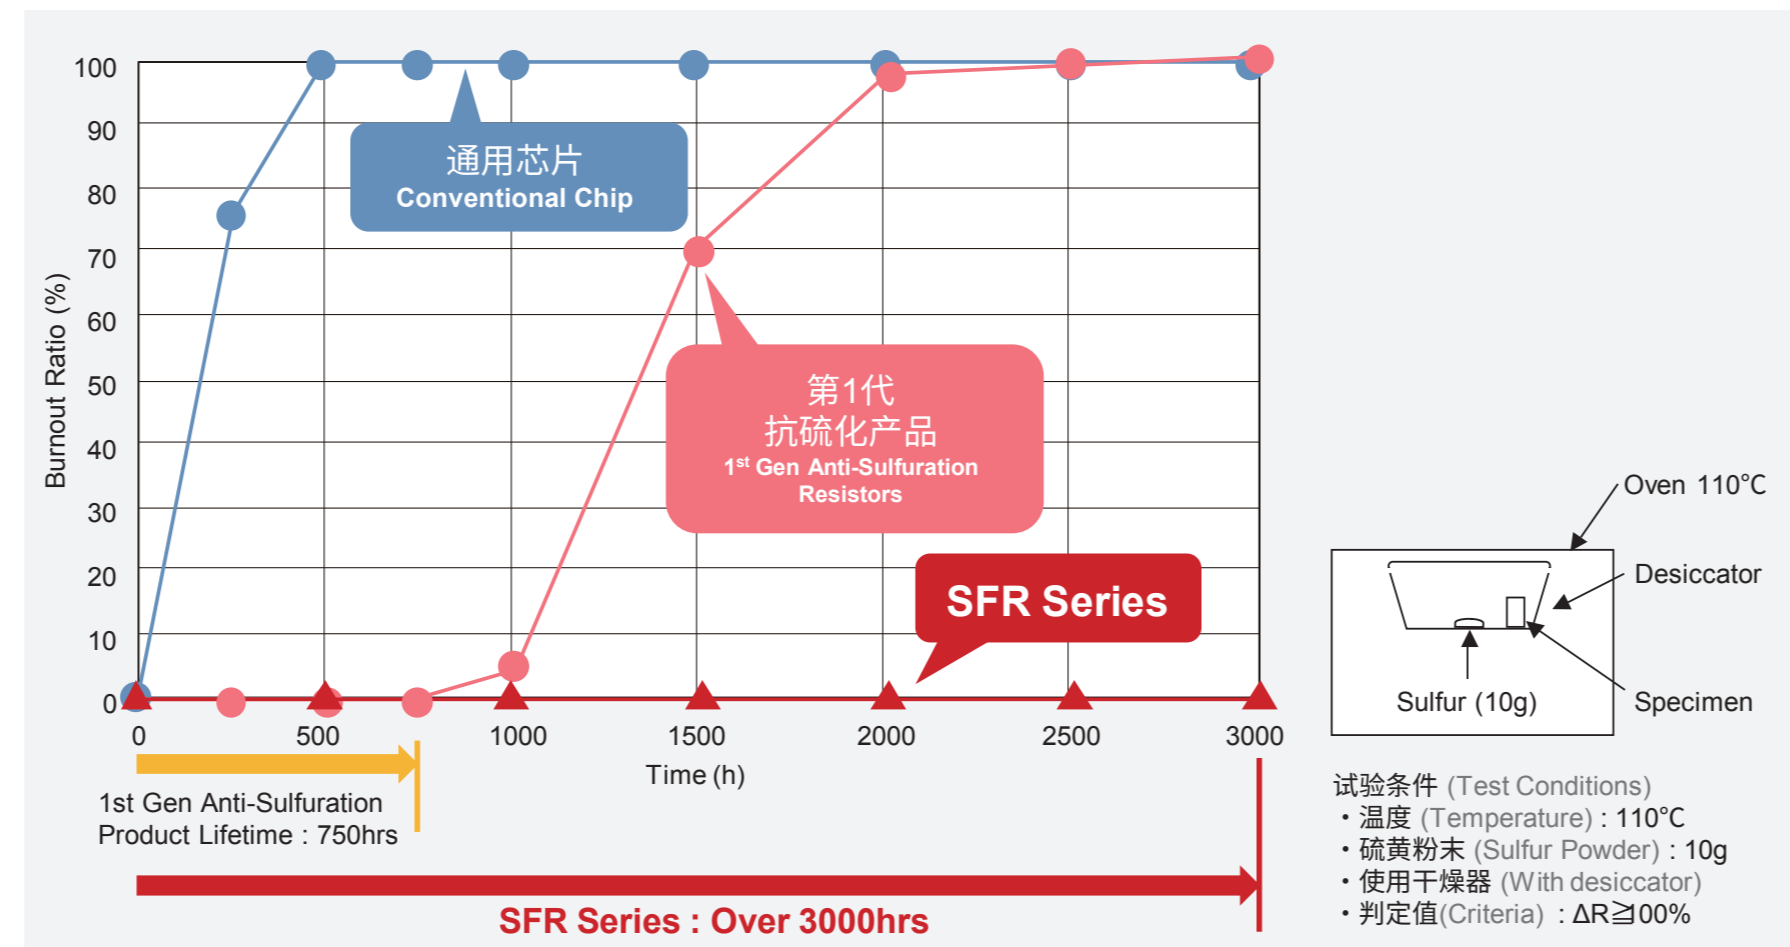 100
90
80
70
60
50
40
30
20
10
0
Burnout Ratio (%)
通用芯片
Conventional Chip
第1代
抗硫化产品
1st Gen Anti-Sulfuration
Resistors
SFR Series
0 500 1000 1500 2000 2500 3000
Time (h)
1st Gen Anti-Sulfuration
Product Lifetime : 750hrs
SFR Series : Over 3000hrs
Oven 110℃
Desiccator
Sulfur (10g)
Specimen
试验条件 (Test Conditions)
・温度 (Temperature) : 110℃
・硫黄粉末 (Sulfur Powder) : 10g
・使用干燥器 (With desiccator)
・判定值(Criteria) : ΔR≧100%